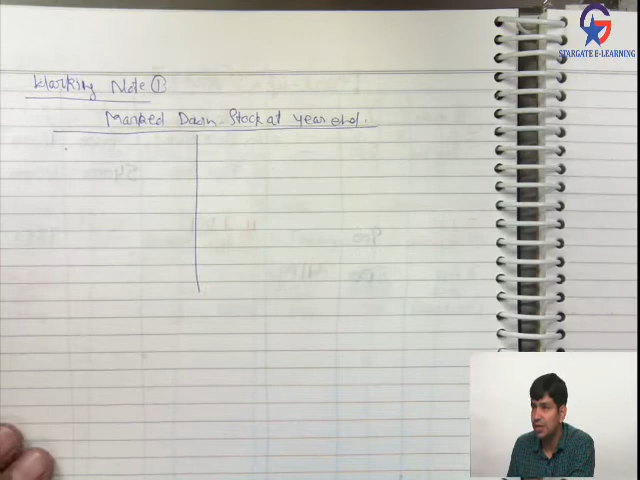 STARGATE E-LEARNING
Working Note ①
Marked Down Stock at year end.